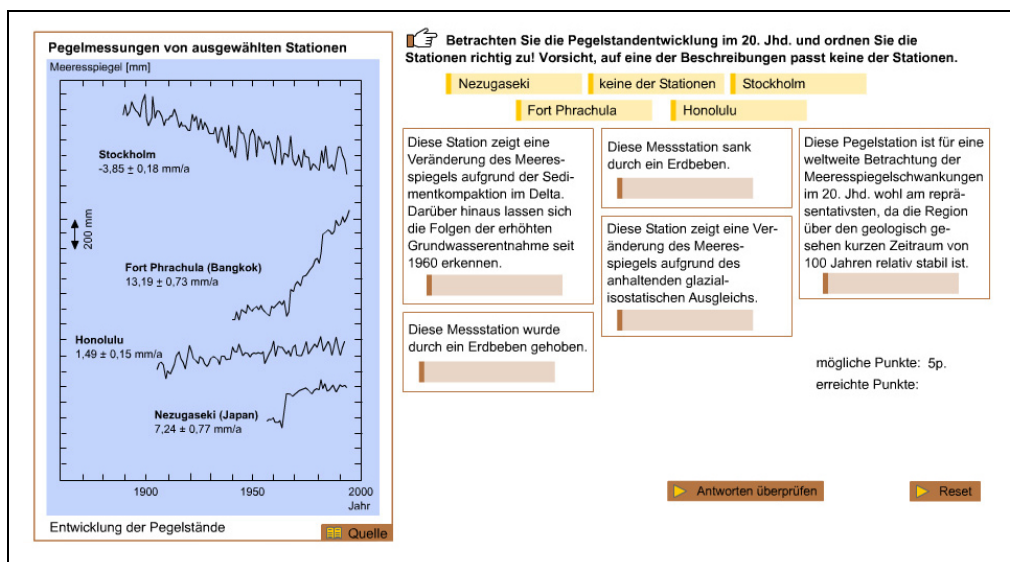 Pegelmessungen von ausgewählten Stationen
Meeresspiegel [mm]
Stockholm
-3,85 ± 0,18 mm/a
200 mm
Fort Phrachula (Bangkok)
13,19 ± 0,73 mm/a
Honolulu
1,49 ± 0,15 mm/a
Nezugaseki (Japan)
7,24 ± 0,77 mm/a
1900 1950 2000
Jahr
Entwicklung der Pegelstände
Quelle
Betrachten Sie die Pegelstandentwicklung im 20. Jhd. und ordnen Sie die
Stationen richtig zu! Vorsicht, auf eine der Beschreibungen passt keine der Stationen.
Nezugaseki
keine der Stationen
Stockholm
Fort Phrachula
Honolulu
Diese Station zeigt eine
Veränderung des Meeres-
spiegels aufgrund der Sedi-
mentkompaktion im Delta.
Darüber hinaus lassen sich
die Folgen der erhöhten
Grundwasserentnahme seit
1960 erkennen.
Diese Messstation wurde
durch ein Erdbeben gehoben.
Diese Messstation sank
durch ein Erdbeben.
Diese Station zeigt eine Ver-
änderung des Meeres-
spiegels aufgrund des
anhaltenden glazial-
isostatischen Ausgleichs.
Diese Pegelstation ist für eine
weltweite Betrachtung der
Meeresspiegelschwankungen
im 20. Jhd. wohl am reprä-
sentativsten, da die Region
über den geologisch ge-
sehen kurzen Zeitraum von
100 Jahren relativ stabil ist.
mögliche Punkte: 5p.
erreichte Punkte:
Antworten überprüfen
Reset